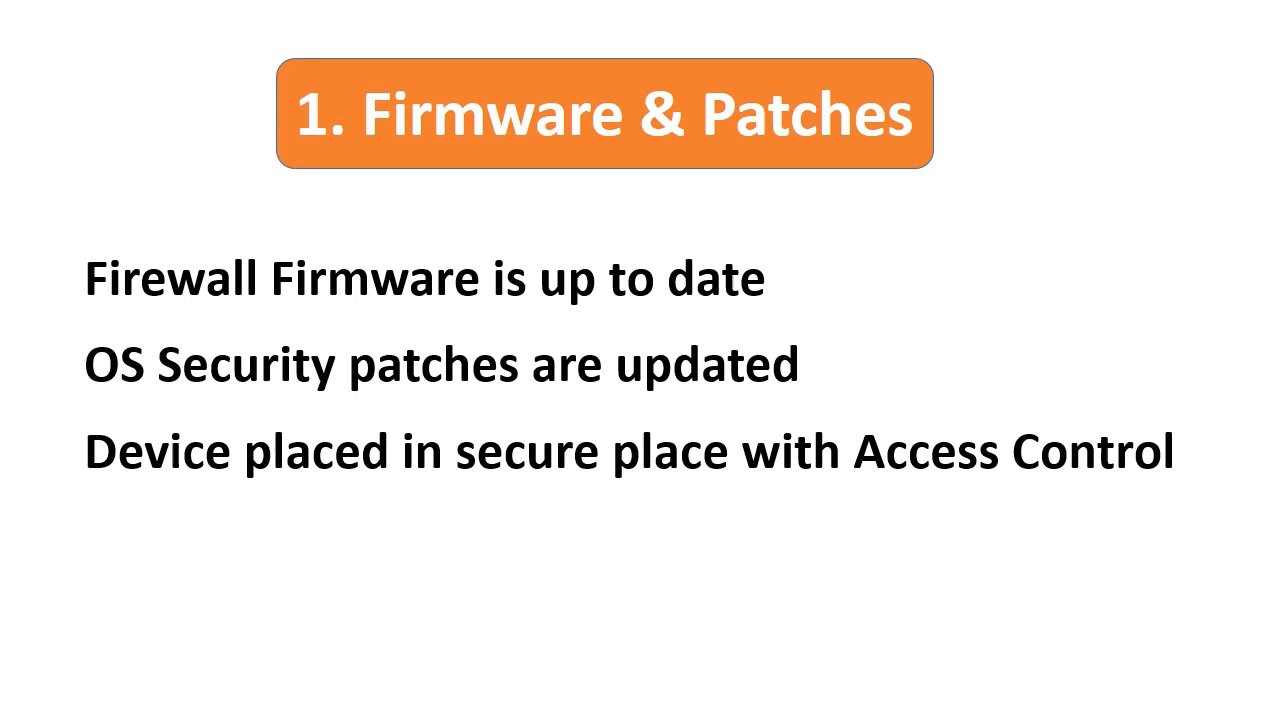 1. Firmware & Patches
Firewall Firmware is up to date
OS Security patches are updated
Device placed in secure place with Access Control